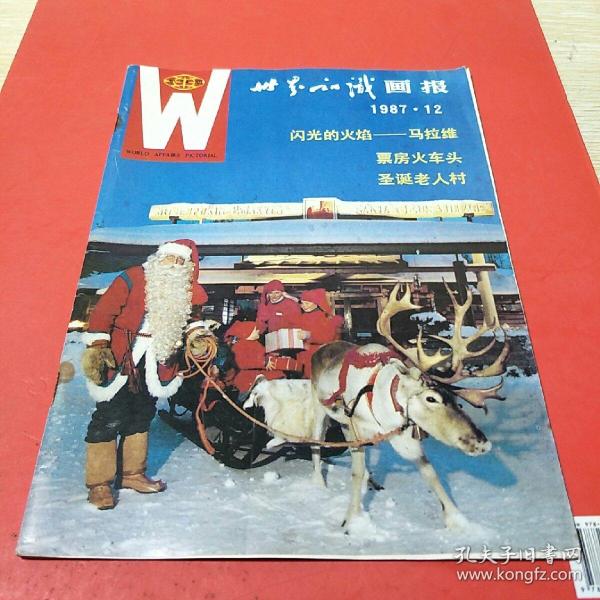 世界知识画报
W
WORLD AFFAIRS PICTORIAL
1987·12
闪光的火焰——马拉维
票房火车头
圣诞老人村
孔夫子旧书网
www.kongfz.com